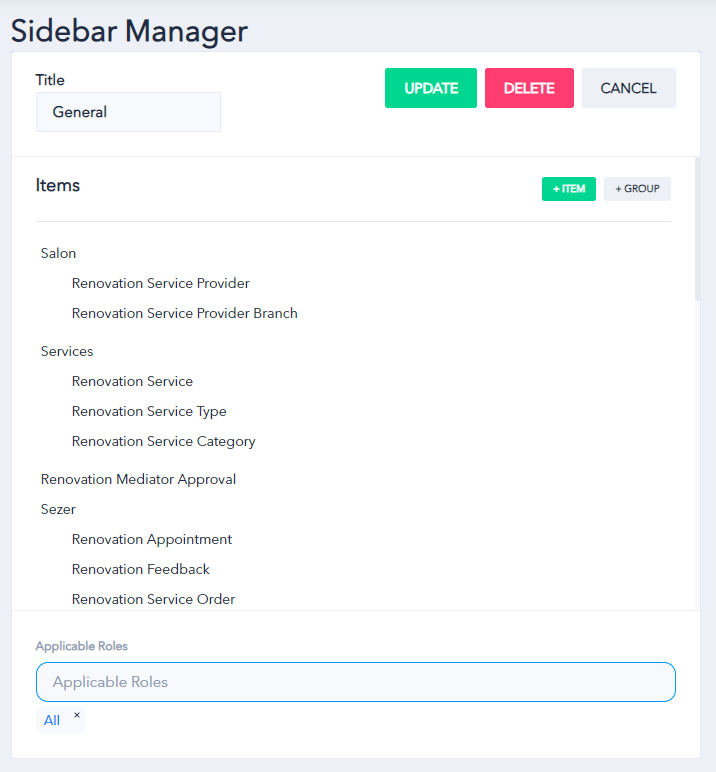 Sidebar Manager
Title
UPDATE DELETE CANCEL
General
Items
+ ITEM + GROUP
Salon
Renovation Service Provider
Renovation Service Provider Branch
Services
Renovation Service
Renovation Service Type
Renovation Service Category
Renovation Mediator Approval
Sezer
Renovation Appointment
Renovation Feedback
Renovation Service Order
Applicable Roles
Applicable Roles
All ×